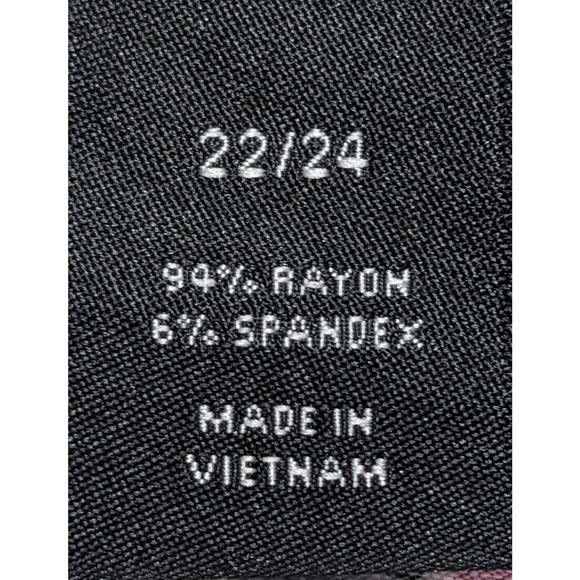 22/24
94% RAYON
6% SPANDEX
MADE IN
VIETNAM